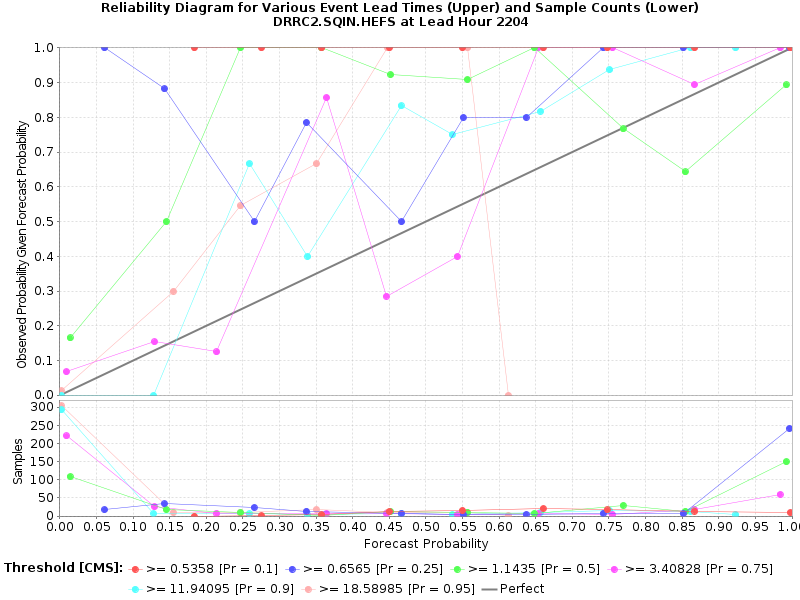 Reliability Diagram for Various Event Lead Times (Upper) and Sample Counts (Lower)
DRRC2.SQIN.HEFS at Lead Hour 2204
Observed Probability Given Forecast Probability
1.0
0.9
0.8
0.7
0.6
0.5
0.4
0.3
0.2
0.1
0.0
Samples
300
250
200
150
100
50
0
0.00 0.05 0.10 0.15 0.20 0.25 0.30 0.35 0.40 0.45 0.50 0.55 0.60 0.65 0.70 0.75 0.80 0.85 0.90 0.95 1.00
Forecast Probability
Threshold [CMS]: >= 0.5358 [Pr = 0.1] >= 0.6565 [Pr = 0.25] >= 1.1435 [Pr = 0.5] >= 3.40828 [Pr = 0.75]
>= 11.94095 [Pr = 0.9] >= 18.58985 [Pr = 0.95] Perfect